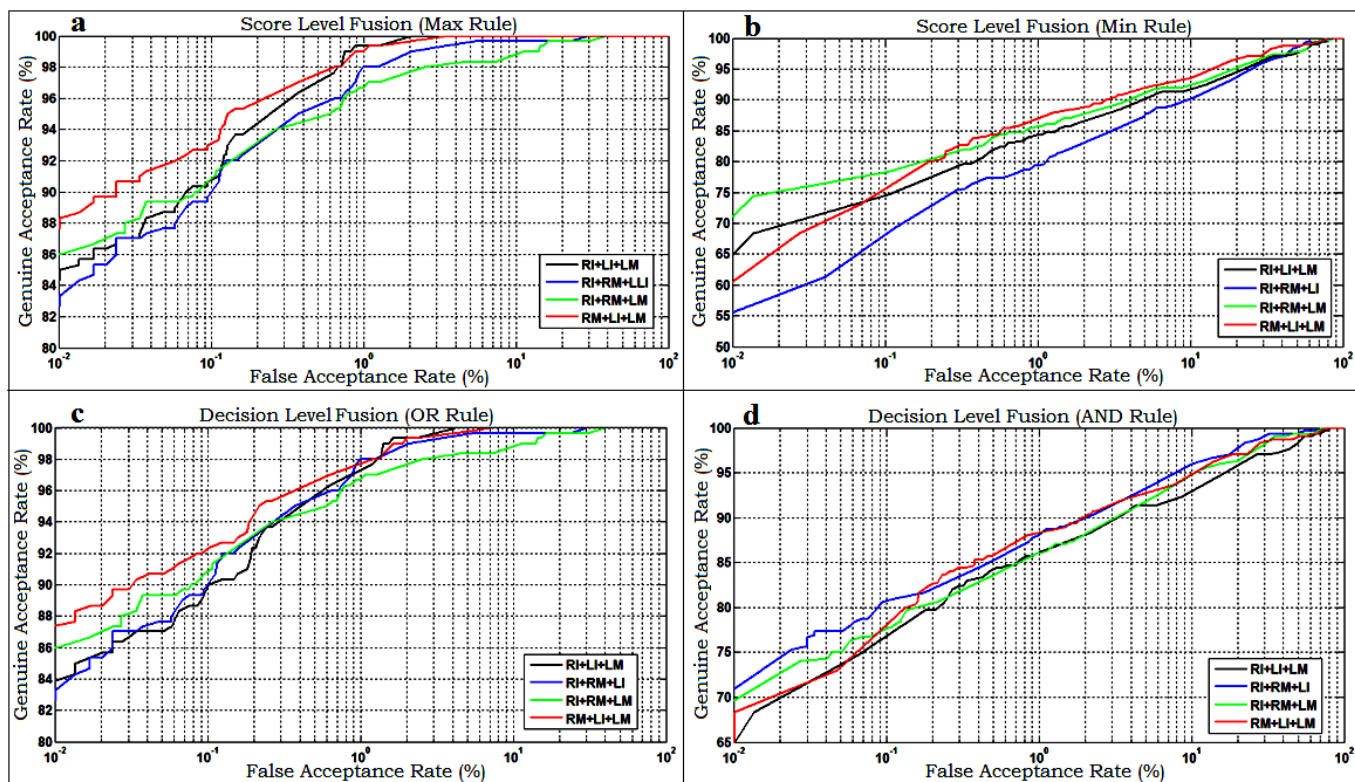 a
Score Level Fusion (Max Rule)
Genuine Acceptance Rate (%)
100
98
96
94
92
90
88
86
84
82
80
RI+LI+LM
RI+RM+LLI
RI+RM+LM
RM+LI+LM
10-2
10-1
100
101
102
False Acceptance Rate (%)
b
Score Level Fusion (Min Rule)
Genuine Acceptance Rate (%)
100
95
90
85
80
75
70
65
60
55
50
RI+LI+LM
RI+RM+LI
RI+RM+LM
RM+LI+LM
10-2
10-1
100
101
102
False Acceptance Rate (%)
c
Decision Level Fusion (OR Rule)
Genuine Acceptance Rate (%)
100
98
96
94
92
90
88
86
84
82
80
RI+LI+LM
RI+RM+LI
RI+RM+LM
RM+LI+LM
10-2
10-1
100
101
102
False Acceptance Rate (%)
d
Decision Level Fusion (AND Rule)
Genuine Acceptance Rate (%)
100
95
90
85
80
75
70
65
RI+LI+LM
RI+RM+LI
RI+RM+LM
RM+LI+LM
10-2
10-1
100
101
102
False Acceptance Rate (%)